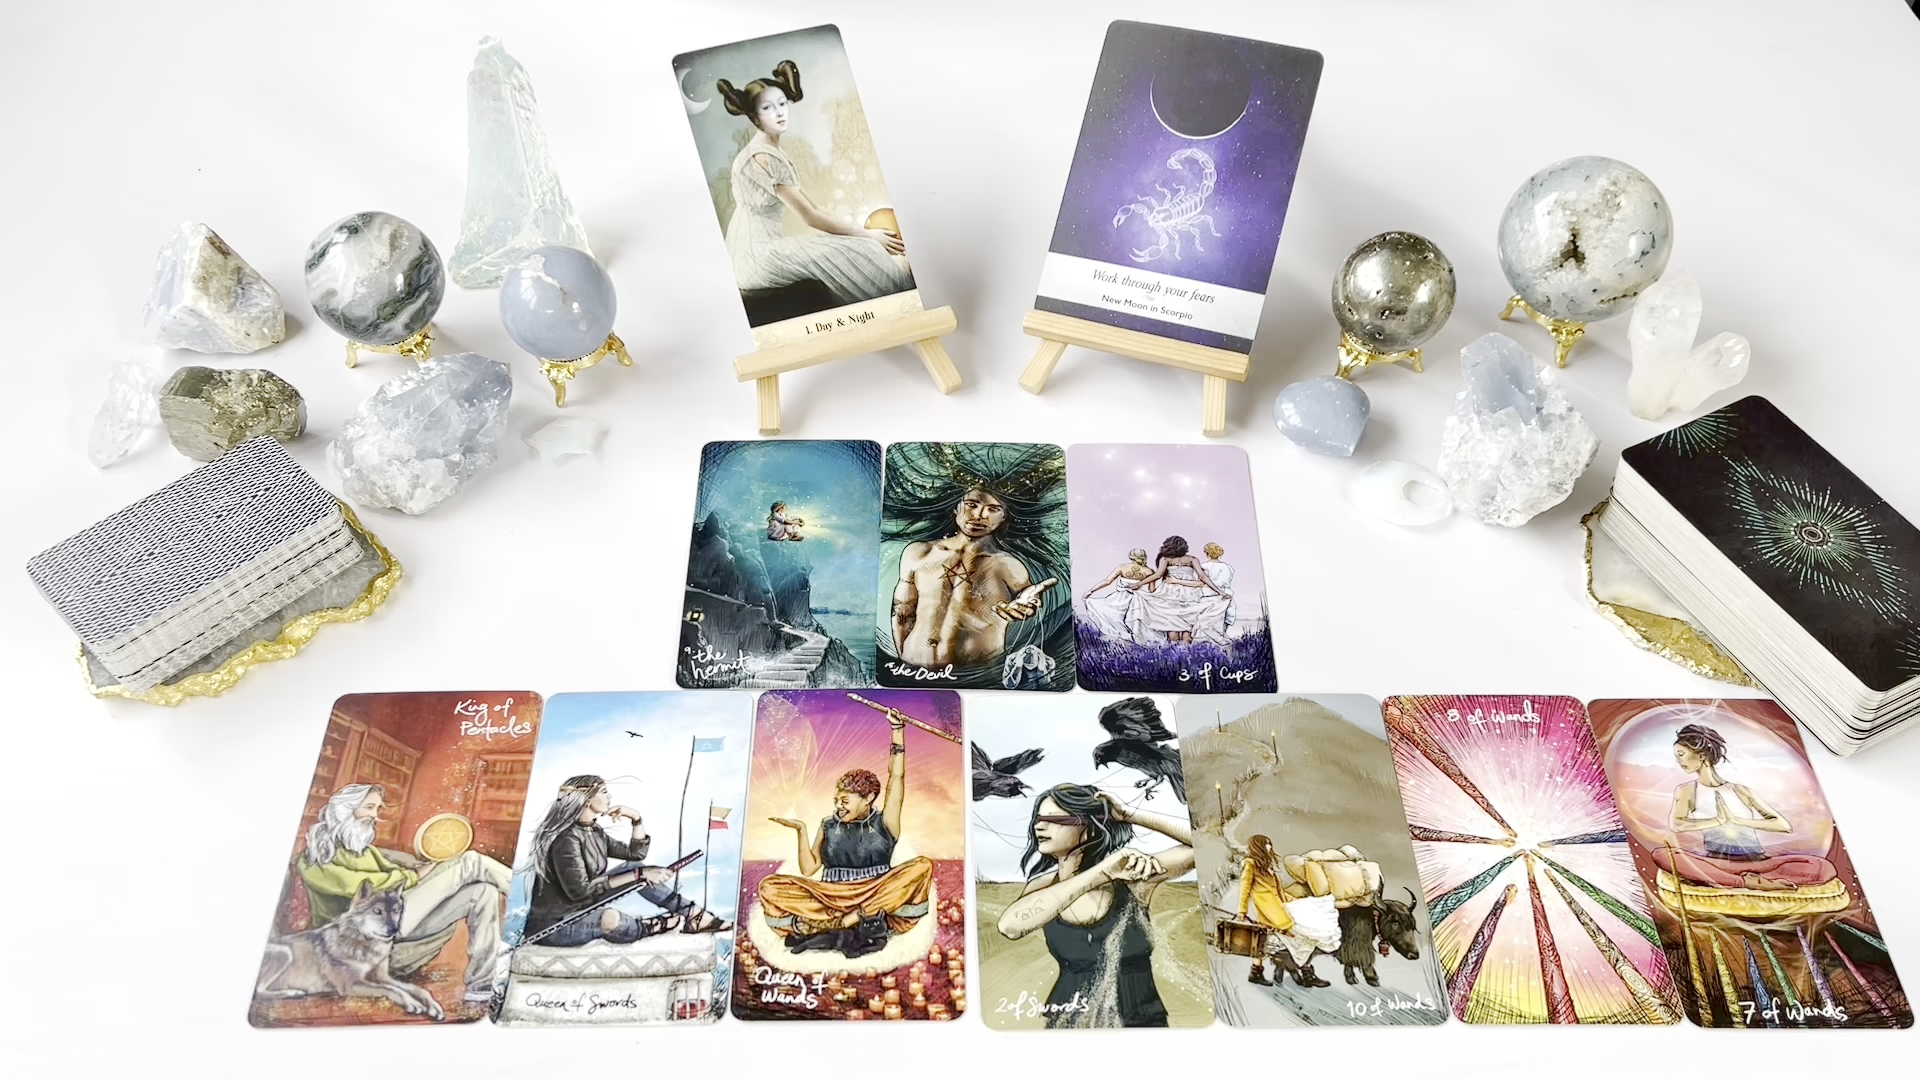 1. Day & Night
Work through your fears
New Moon in Scorpio
9. the
hermit
the Devil
3 of Cups
King of
Pentacles
Queen of Swords
Queen of
Wands
2 of Swords
10 of Wands
8 of Wands
7 of Wands